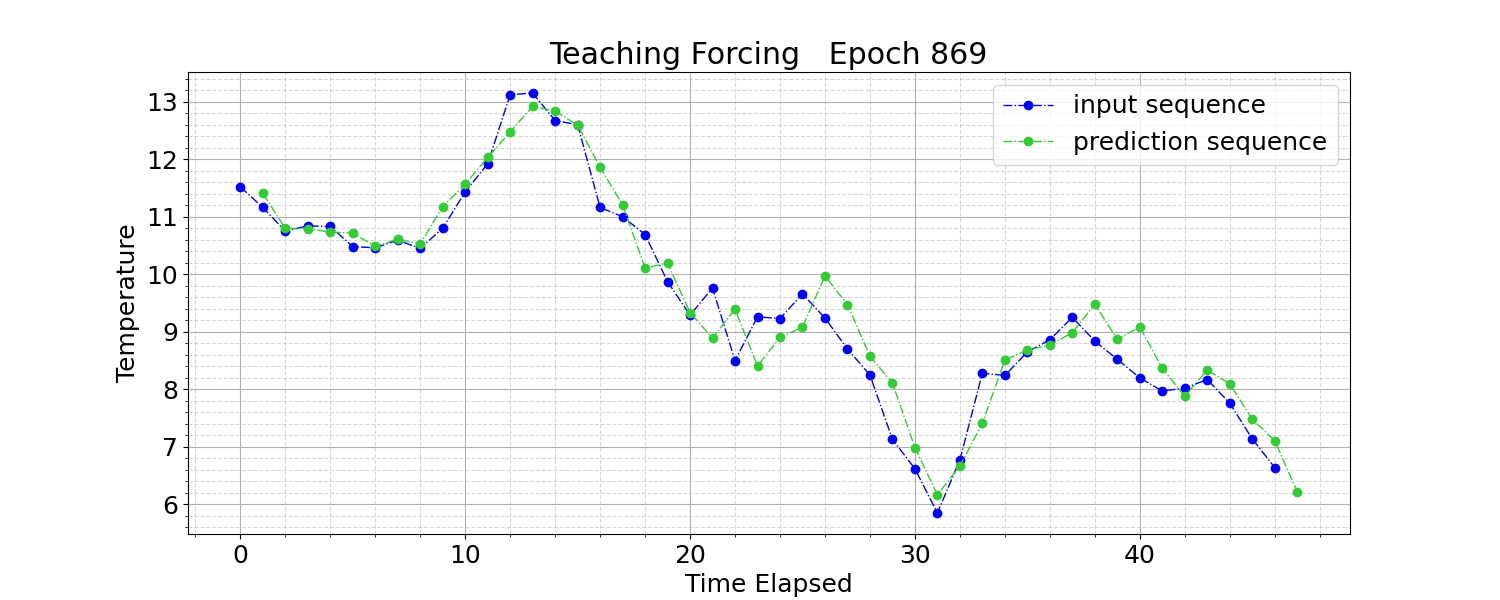 Teaching Forcing   Epoch 869
input sequence
prediction sequence
Temperature
13
12
11
10
9
8
7
6
0 10 20 30 40
Time Elapsed